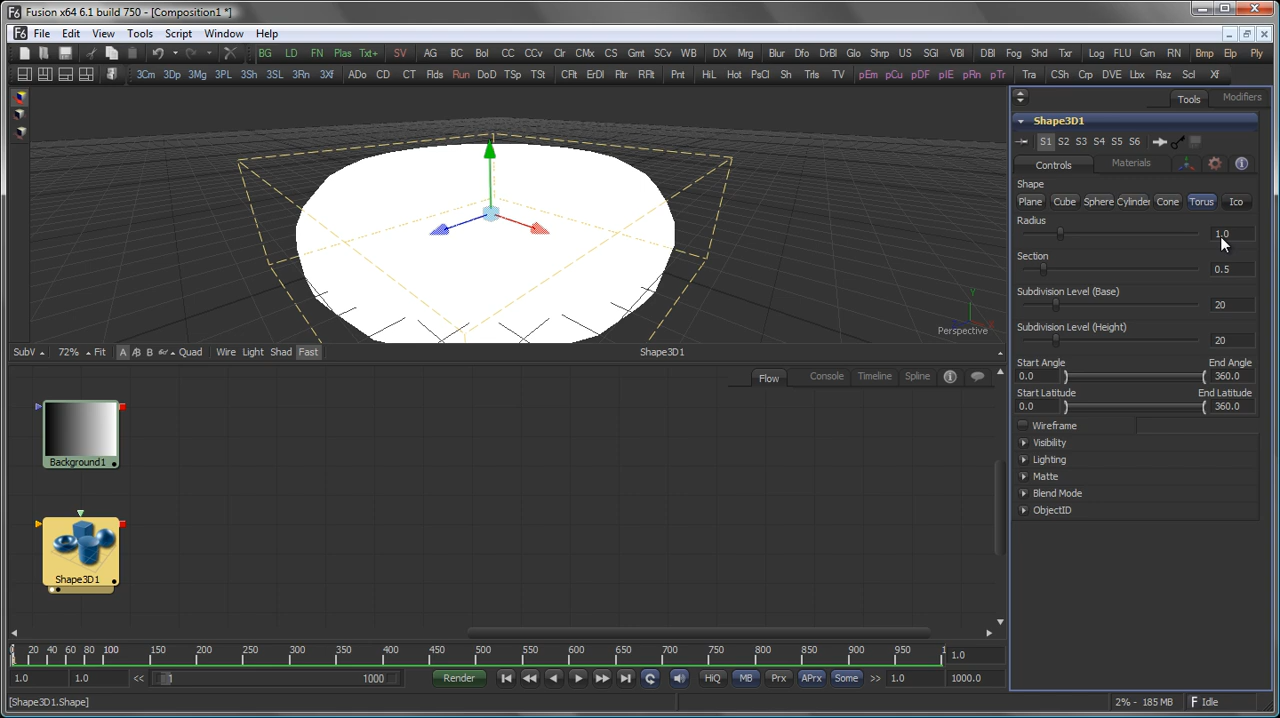 Fusion x64 6.1 build 750 - [Composition1 *]
File Edit View Tools Script Window Help
BG LD FN Plas Txt+ SV AG BC Bol CC CCv Clr CMx CS Gmt SCv WB DX Mrg Blur Dfo DrBl Glo Shrp US SGl VBl DBl Fog Shd Txr Log FLU Gm RN Bmp Elp Ply
3Cm 3Dp 3Mg 3PL 3Sh 3SL 3Rn 3Xf ADo CD CT Flds Run DoD TSp TSt CFlt ErDl Fltr RFlt Pnt HiL Hot PsCl Sh Trls TV pEm pCu pDF pIE pRn pTr Tra CSh Crp DVE Lbx Rsz Scl Xf
Tools Modifiers
Shape3D1
S1 S2 S3 S4 S5 S6
Controls Materials
Shape
Plane Cube Sphere Cylinder Cone Torus Ico
Radius
1.0
Section
0.5
Subdivision Level (Base)
20
Subdivision Level (Height)
20
Start Angle End Angle
0.0 360.0
Start Latitude End Latitude
0.0 360.0
Wireframe
Visibility
Lighting
Matte
Blend Mode
ObjectID
Y
Perspective
SubV 72% Fit A B Quad Wire Light Shad Fast Shape3D1
Flow Console Timeline Spline
Background1
Shape3D1
0 20 40 60 80 100 150 200 250 300 350 400 450 500 550 600 650 700 750 800 850 900 950 1 1.0
1.0 1.0 << 1 1000 Render HiQ MB Prx APrx Some >> 1.0 1000.0
[Shape3D1.Shape] 2% - 185 MB Idle